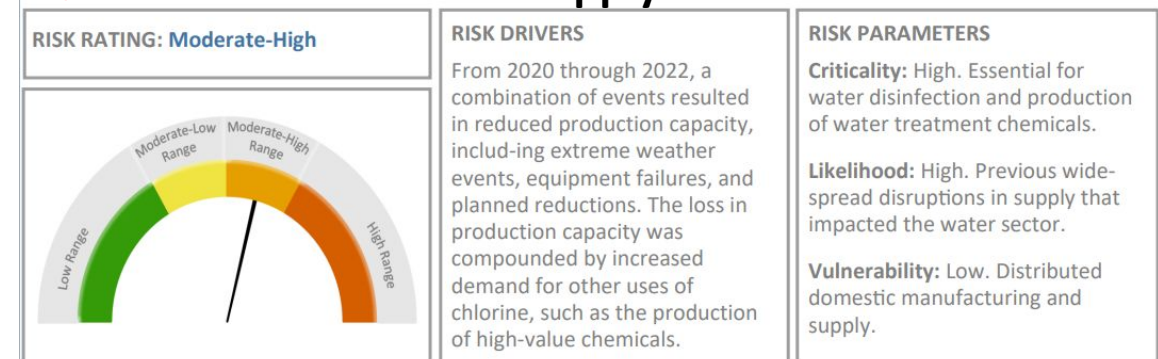 RISK RATING: Moderate-High
Low Range
Moderate-Low
Range
Moderate-High
Range
High Range
RISK DRIVERS
From 2020 through 2022, a
combination of events resulted
in reduced production capacity,
includ-ing extreme weather
events, equipment failures, and
planned reductions. The loss in
production capacity was
compounded by increased
demand for other uses of
chlorine, such as the production
of high-value chemicals.
RISK PARAMETERS
Criticality: High. Essential for
water disinfection and production
of water treatment chemicals.
Likelihood: High. Previous wide-
spread disruptions in supply that
impacted the water sector.
Vulnerability: Low. Distributed
domestic manufacturing and
supply.